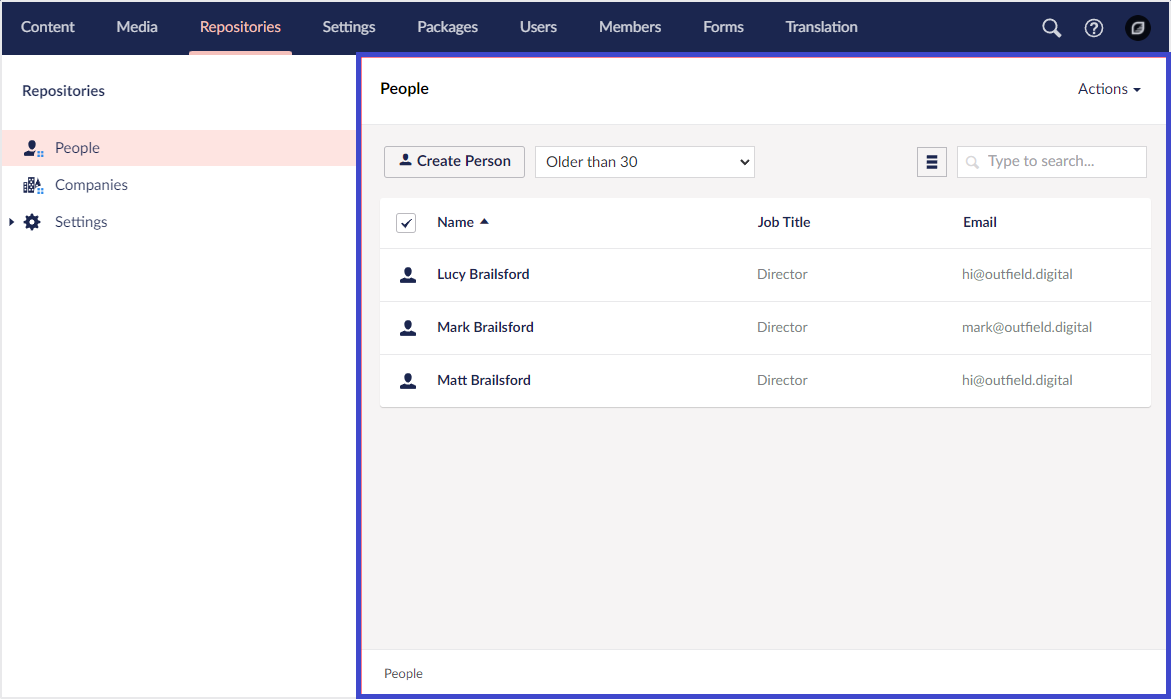 Content Media Repositories Settings Packages Users Members Forms Translation
Repositories
People
Companies
Settings
People
Actions
Create Person
Older than 30
Type to search...
Name Job Title Email
Lucy Brailsford Director hi@outfield.digital
Mark Brailsford Director mark@outfield.digital
Matt Brailsford Director hi@outfield.digital
People